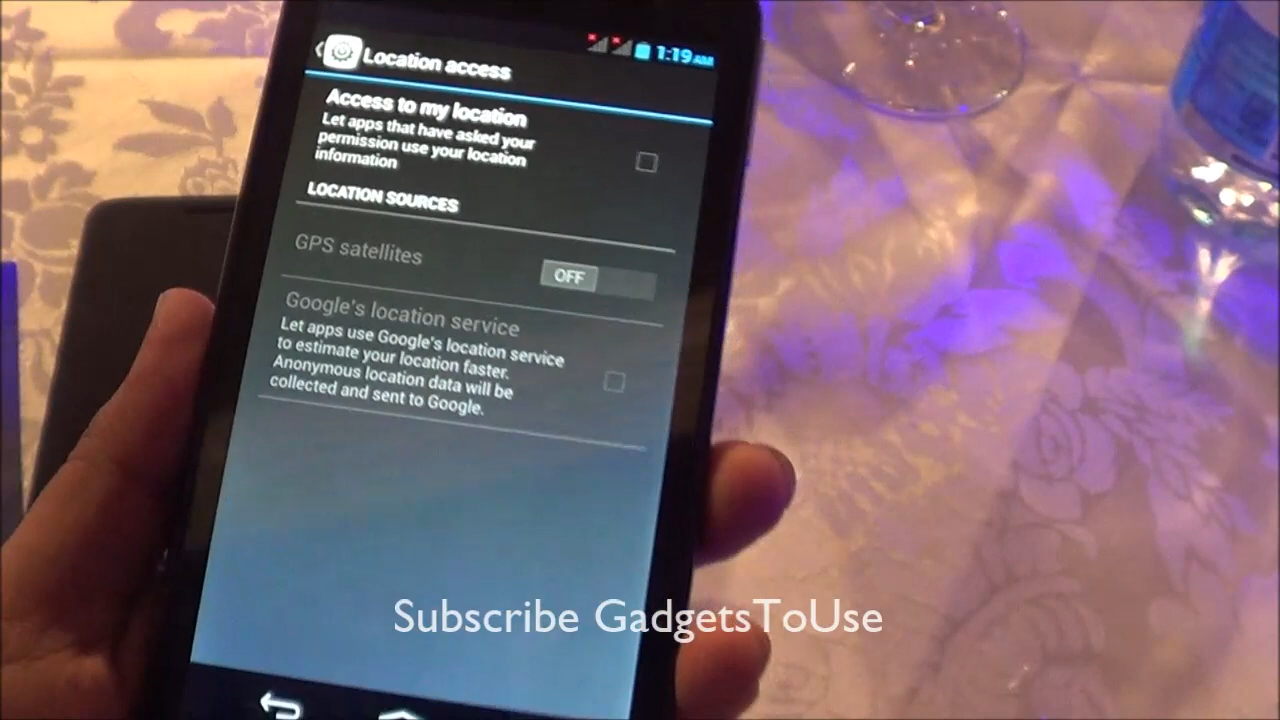 1:19 AM
Location access
Access to my location
Let apps that have asked your
permission use your location
information
LOCATION SOURCES
GPS satellites
OFF
Google's location service
Let apps use Google's location service
to estimate your location faster.
Anonymous location data will be
collected and sent to Google.
Subscribe GadgetsToUse